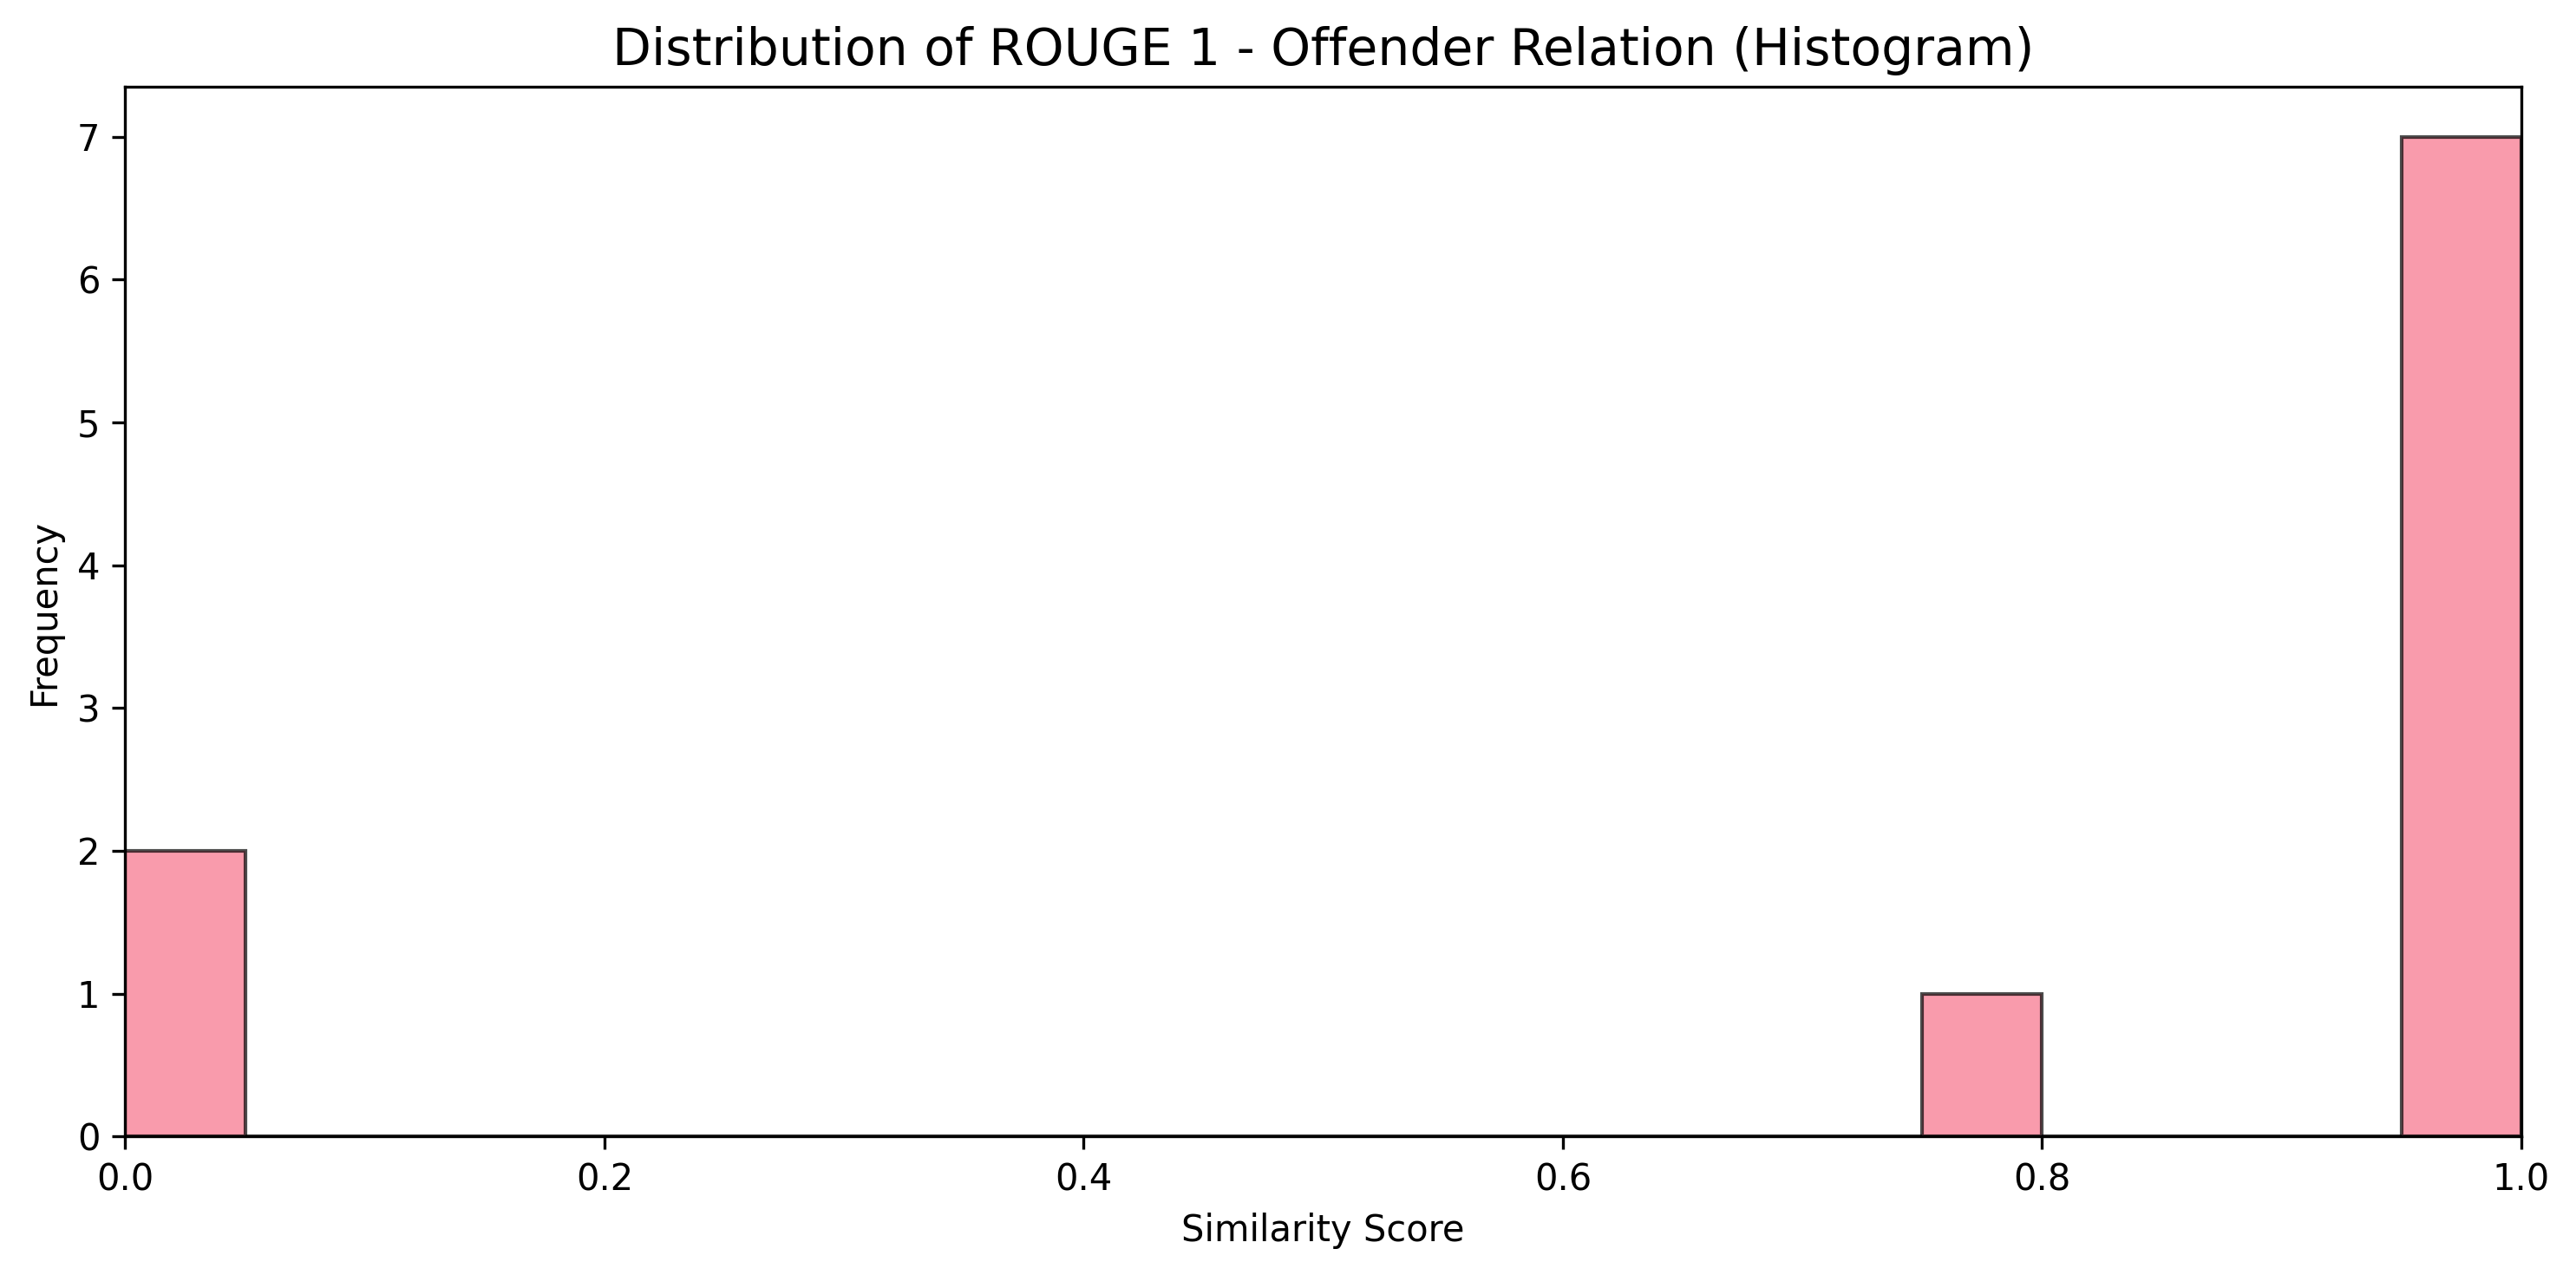 Distribution of ROUGE 1 - Offender Relation (Histogram)
7
6
5
4
3
2
1
0
Frequency
0.0 0.2 0.4 0.6 0.8 1.0
Similarity Score